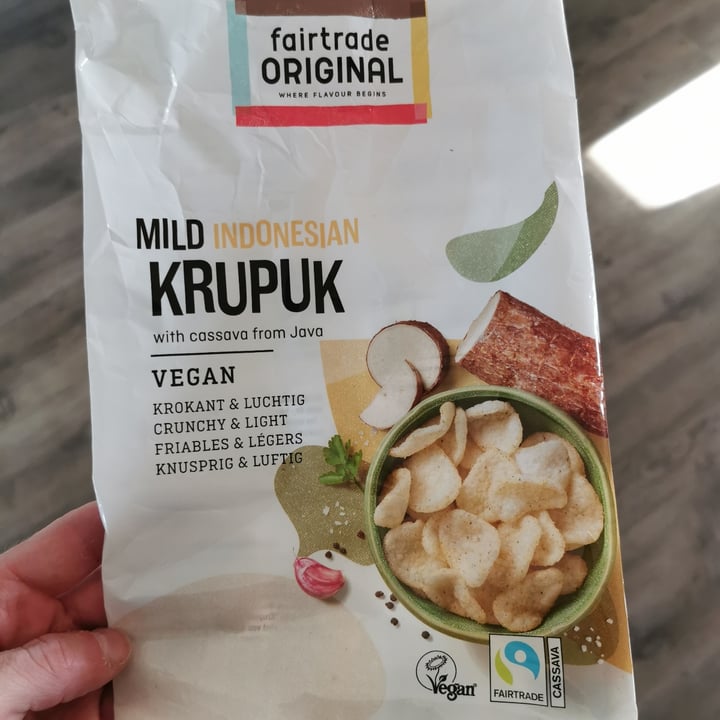 fairtrade
ORIGINAL
WHERE FLAVOUR BEGINS
MILD INDONESIAN
KRUPUK
with cassava from Java
VEGAN
KROKANT & LUCHTIG
CRUNCHY & LIGHT
FRIABLES & LÉGERS
KNUSPRIG & LUFTIG
Vegan
FAIRTRADE
CASSAVA